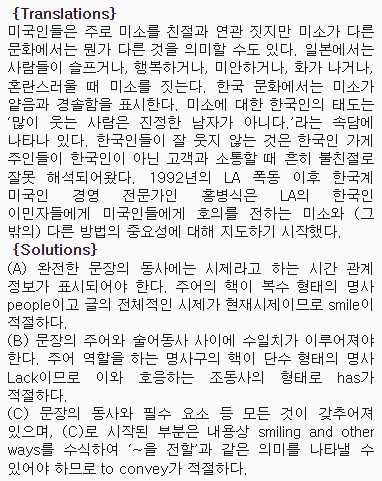 {Translations}
미국인들은 주로 미소를 친절과 연관 짓지만 미소가 다른
문화에서는 뭔가 다른 것을 의미할 수도 있다. 일본에서는
사람들이 슬프거나, 행복하거나, 미안하거나, 화가 나거나,
혼란스러울 때 미소를 짓는다. 한국 문화에서는 미소가
얄음과 경솔함을 표시한다. 미소에 대한 한국인의 태도는
‘많이 웃는 사람은 진정한 남자가 아니다.’라는 속담에
나타나 있다. 한국인들이 잘 웃지 않는 것은 한국인 가게
주인들이 한국인이 아닌 고객과 소통할 때 흔히 불친절로
잘못 해석되어왔다. 1992년의 LA 폭동 이후 한국계
미국인 경영 전문가인 홍병식은 LA의 한국인
이민자들에게 미국인들에게 호의를 전하는 미소와 (그
밖의) 다른 방법의 중요성에 대해 지도하기 시작했다.
{Solutions}
(A) 완전한 문장의 동사에는 시제라고 하는 시간 관계
정보가 표시되어야 한다. 주어의 핵이 복수 형태의 명사
people이고 글의 전체적인 시제가 현재시제이므로 smile이
적절하다.
(B) 문장의 주어와 술어동사 사이에 수일치가 이루어져야
한다. 주어 역할을 하는 명사구의 핵이 단수 형태의 명사
Lack이므로 이와 호응하는 조동사의 형태로 has가
적절하다.
(C) 문장의 동사와 필수 요소 등 모든 것이 갖추어져
있으며, (C)로 시작된 부분은 내용상 smiling and other
ways를 수식하여 ‘~을 전할’과 같은 의미를 나타낼 수
있어야 하므로 to convey가 적절하다.